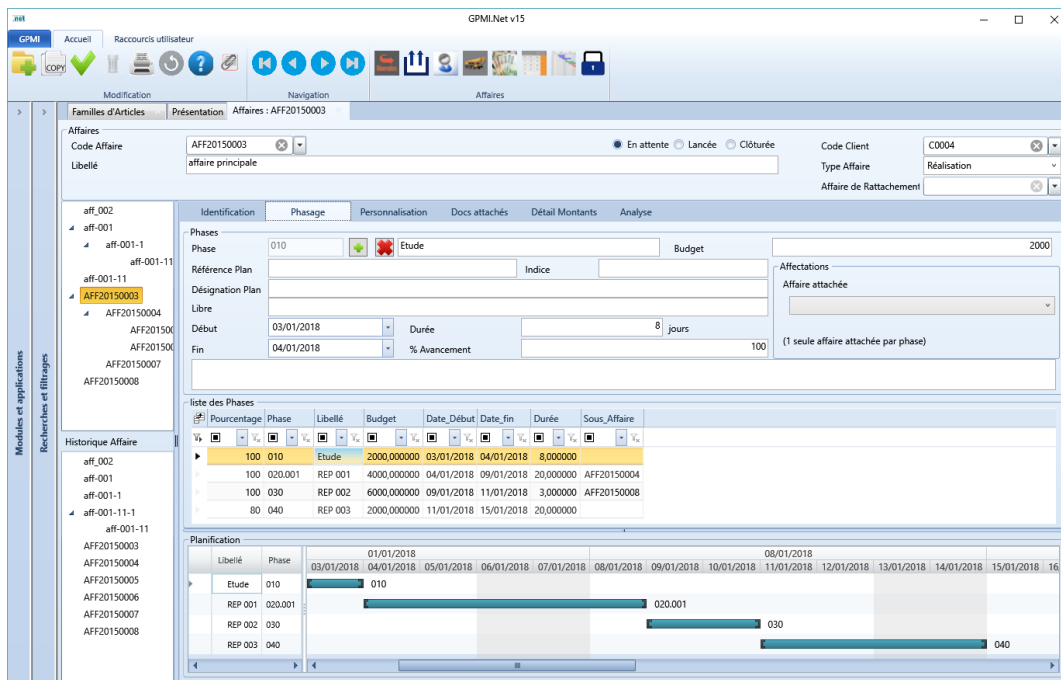 .net GPMI.Net v15
GPMI Accueil Raccourcis utilisateur
COPY
Modification Navigation Affaires
Familles d'Articles Présentation Affaires : AFF20150003
Affaires
Code Affaire AFF20150003 En attente Lancée Clôturée Code Client C0004
Libellé affaire principale Type Affaire Réalisation
Affaire de Rattachement
Modules et applications
Recherches et filtrages
aff_002
aff-001
aff-001-1
aff-001-11
aff-001-11
AFF20150003
AFF20150004
AFF20150
AFF20150
AFF20150007
AFF20150008
Historique Affaire
aff_002
aff-001
aff-001-1
aff-001-11-1
aff-001-11
AFF20150003
AFF20150004
AFF20150005
AFF20150006
AFF20150007
AFF20150008
Identification Phasage Personnalisation Docs attachés Détail Montants Analyse
Phases
Phase 010 Etude Budget 2000
Référence Plan Indice
Désignation Plan
Libre
Début 03/01/2018 Durée 8 jours
Fin 04/01/2018 % Avancement 100
Affectations
Affaire attachée
(1 seule affaire attachée par phase)
liste des Phases
Pourcentage Phase Libellé Budget Date_Début Date_fin Durée Sous_Affaire
100 010 Etude 2000,000000 03/01/2018 04/01/2018 8,000000
100 020.001 REP 001 4000,000000 04/01/2018 09/01/2018 20,000000 AFF20150004
100 030 REP 002 6000,000000 09/01/2018 11/01/2018 3,000000 AFF20150008
80 040 REP 003 2000,000000 11/01/2018 15/01/2018 20,000000
Planification
Libellé Phase 01/01/2018 08/01/2018
03/01/2018 04/01/2018 05/01/2018 06/01/2018 07/01/2018 08/01/2018 09/01/2018 10/01/2018 11/01/2018 12/01/2018 13/01/2018 14/01/2018 15/01/2018 16
Etude 010 010
REP 001 020.001 020.001
REP 002 030 030
REP 003 040 040